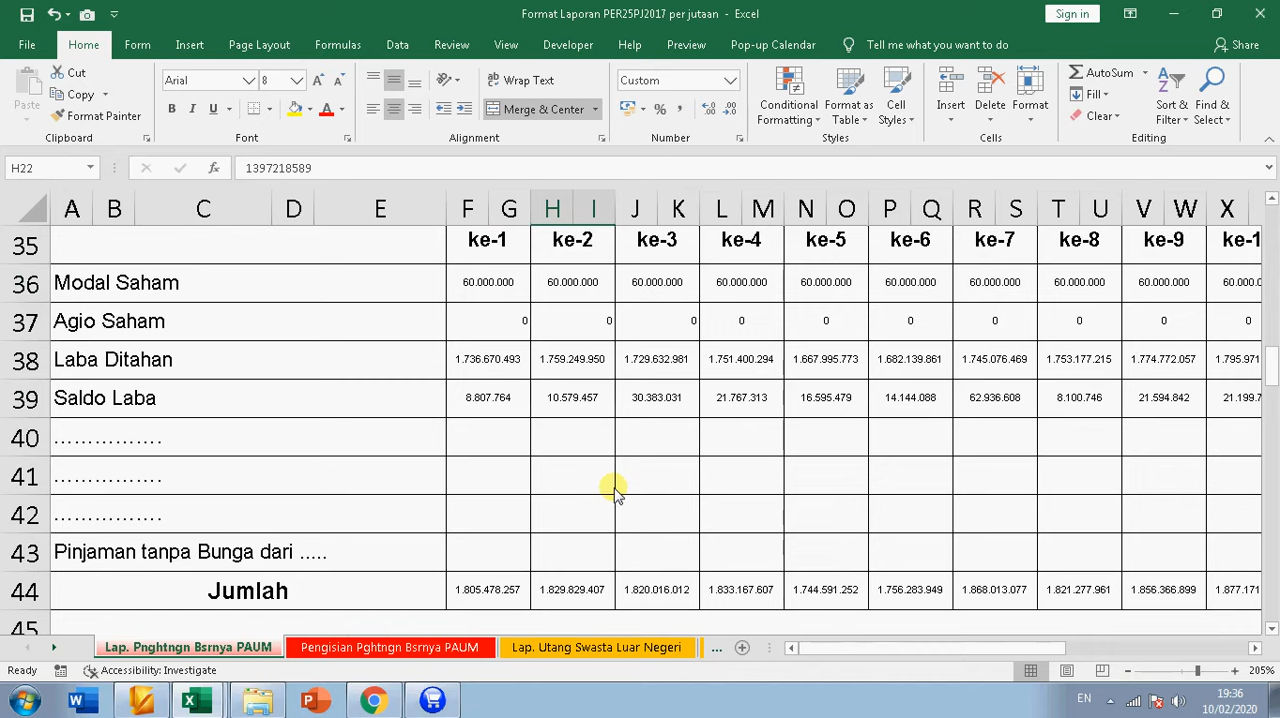 Format Laporan PER25PJ2017 per jutaan - Excel
Sign in
File Home Form Insert Page Layout Formulas Data Review View Developer Help Preview Pop-up Calendar Tell me what you want to do Share
Paste
Cut
Copy
Format Painter
Clipboard
Arial 8
B I U
Font
Wrap Text
Merge & Center
Alignment
Custom
Number
Conditional Formatting
Format as Table
Cell Styles
Styles
Insert Delete Format
Cells
AutoSum
Fill
Clear
Sort & Filter
Find & Select
Editing
H22 fx 1397218589
A B C D E F G H I J K L M N O P Q R S T U V W X
35 ke-1 ke-2 ke-3 ke-4 ke-5 ke-6 ke-7 ke-8 ke-9 ke-1
36 Modal Saham 60.000.000 60.000.000 60.000.000 60.000.000 60.000.000 60.000.000 60.000.000 60.000.000 60.000.000 60.000.0
37 Agio Saham 0 0 0 0 0 0 0 0 0 0
38 Laba Ditahan 1.736.670.493 1.759.249.950 1.729.632.981 1.751.400.294 1.667.995.773 1.682.139.861 1.745.076.469 1.753.177.215 1.774.772.057 1.795.971
39 Saldo Laba 8.807.764 10.579.457 30.383.031 21.767.313 16.595.479 14.144.088 62.936.608 8.100.746 21.594.842 21.199.7
40 …………….
41 …………….
42 …………….
43 Pinjaman tanpa Bunga dari .....
44 Jumlah 1.805.478.257 1.829.829.407 1.820.016.012 1.833.167.607 1.744.591.252 1.756.283.949 1.868.013.077 1.821.277.961 1.856.366.899 1.877.171
45
Lap. Pnghtngn Bsrnya PAUM Pengisian Pghtngn Bsrnya PAUM Lap. Utang Swasta Luar Negeri ...
Ready Accessibility: Investigate 205%
EN 19:36
10/02/2020